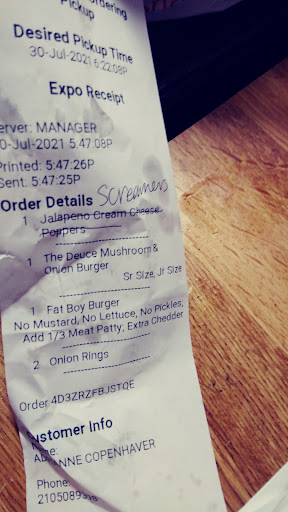 Ordering
Pickup
Desired Pickup Time
30-Jul-2021 6:22:08P
Expo Receipt
erver: MANAGER
0-Jul-2021 5:47:08P
Printed: 5:47:26P
Sent: 5:47:25P
Order Details Screamers
1 Jalapeno Cream Cheese
Poppers
1 The Deuce Mushroom &
Onion Burger
Sr Size, Jr Size
1 Fat Boy Burger
No Mustard, No Lettuce, No Pickles,
Add 1/3 Meat Patty, Extra Chedder
2 Onion Rings
Order 4D3ZRZFBJSTQE
ustomer Info
COPENHAVER
Phone: